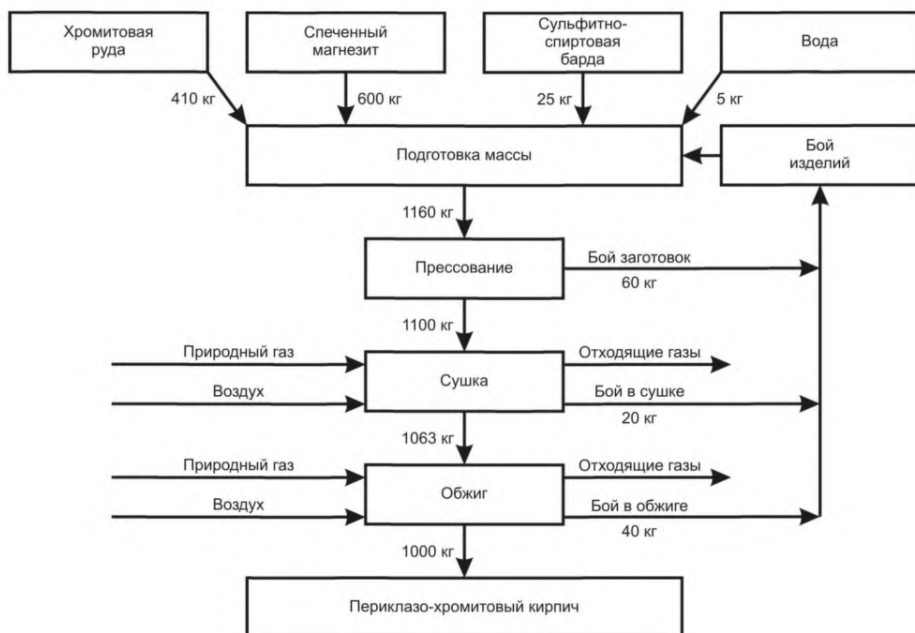 Хромитовая
руда
Спеченный
магнезит
Сульфитно-
спиртовая
барда
Вода
410 кг
600 кг
25 кг
5 кг
Подготовка массы
Бой
изделий
1160 кг
Прессование
Бой заготовок
60 кг
1100 кг
Природный газ
Воздух
Сушка
Отходящие газы
Бой в сушке
20 кг
1063 кг
Природный газ
Воздух
Обжиг
Отходящие газы
Бой в обжиге
40 кг
1000 кг
Периклазо-хромитовый кирпич